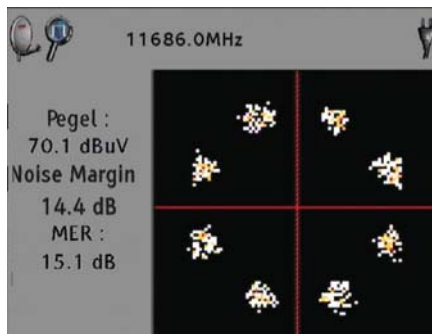 11686.0MHz
Pegel :
70.1 dBuV
Noise Margin
14.4 dB
MER :
15.1 dB